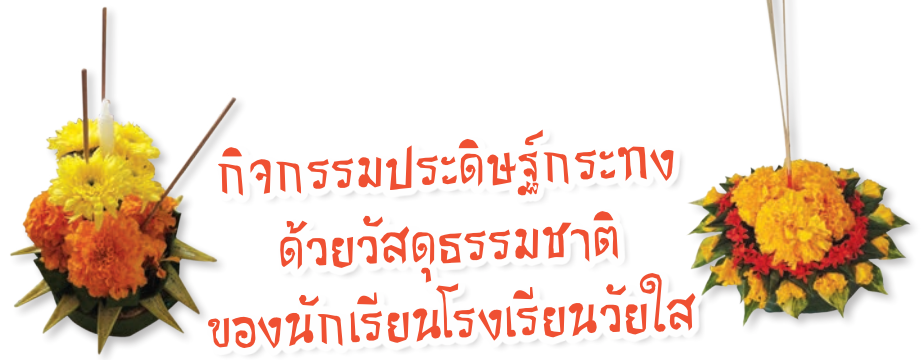 กิจกรรมประดิษฐ์กระทง
ด้วยวัสดุธรรมชาติ
ของนักเรียนโรงเรียนวัยใส